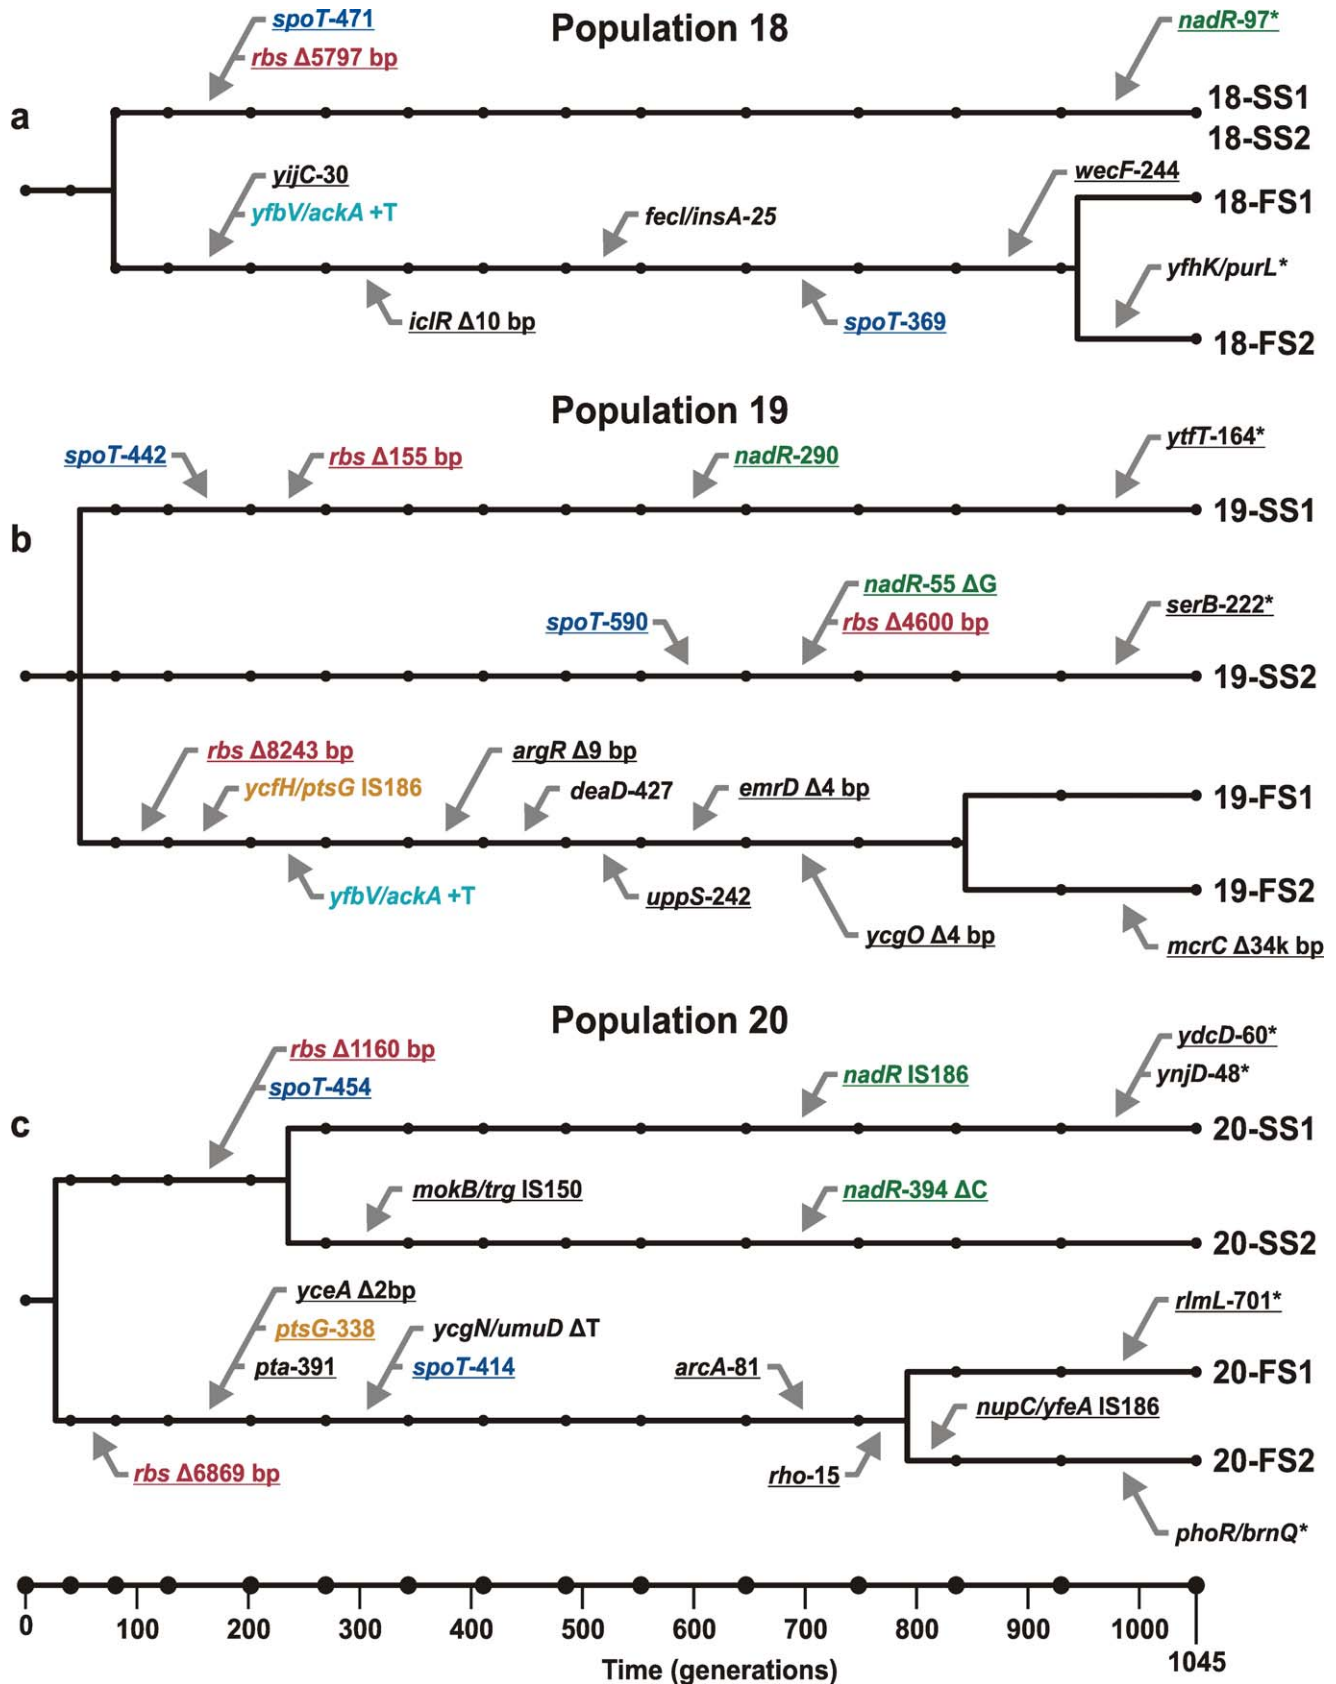 Population 18
spoT-471
rbs Δ5797 bp
nadR-97*
a
18-SS1
18-SS2
yijC-30
yfbV/ackA +T
fecI/insA-25
wecF-244
18-FS1
iclR Δ10 bp
spoT-369
yfhK/purL*
18-FS2
Population 19
spoT-442
rbs Δ155 bp
nadR-290
ytfT-164*
19-SS1
b
spoT-590
nadR-55 ΔG
rbs Δ4600 bp
serB-222*
19-SS2
rbs Δ8243 bp
ycfH/ptsG IS186
argR Δ9 bp
deaD-427
emrD Δ4 bp
19-FS1
yfbV/ackA +T
uppS-242
ycgO Δ4 bp
19-FS2
mcrC Δ34k bp
Population 20
rbs Δ1160 bp
spoT-454
nadR IS186
ydcD-60*
ynjD-48*
c
20-SS1
mokB/trg IS150
nadR-394 ΔC
20-SS2
yceA Δ2bp
ptsG-338
pta-391
ycgN/umuD ΔT
spoT-414
arcA-81
rlmL-701*
20-FS1
nupC/yfeA IS186
20-FS2
rbs Δ6869 bp
rho-15
phoR/brnQ*
0 100 200 300 400 500 600 700 800 900 1000
1045
Time (generations)